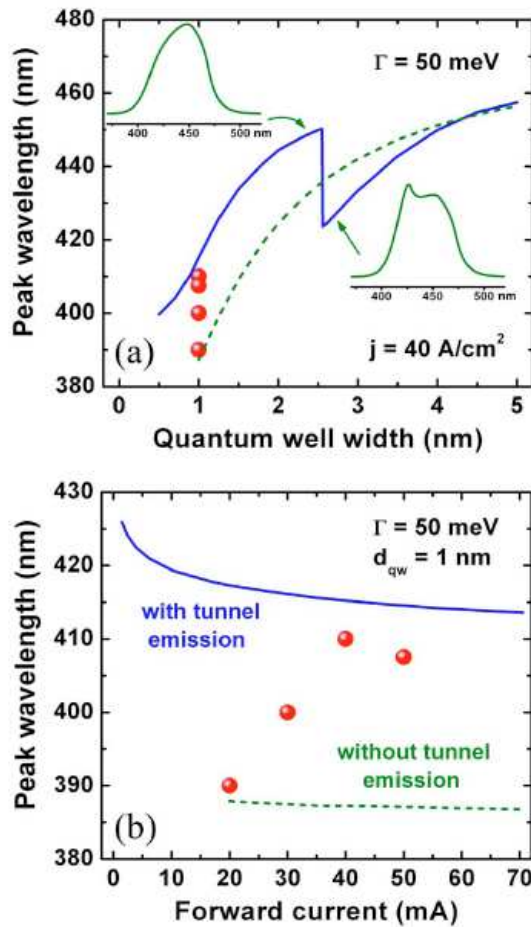 480
460
440
420
400
380
Peak wavelength (nm)
Γ = 50 meV
400 450 500 nm
400 450 500 nm
(a)
j = 40 A/cm²
0 1 2 3 4 5
Quantum well width (nm)
430
420
410
400
390
380
Peak wavelength (nm)
Γ = 50 meV
d_qw = 1 nm
with tunnel
emission
without tunnel
emission
(b)
0 10 20 30 40 50 60 70
Forward current (mA)